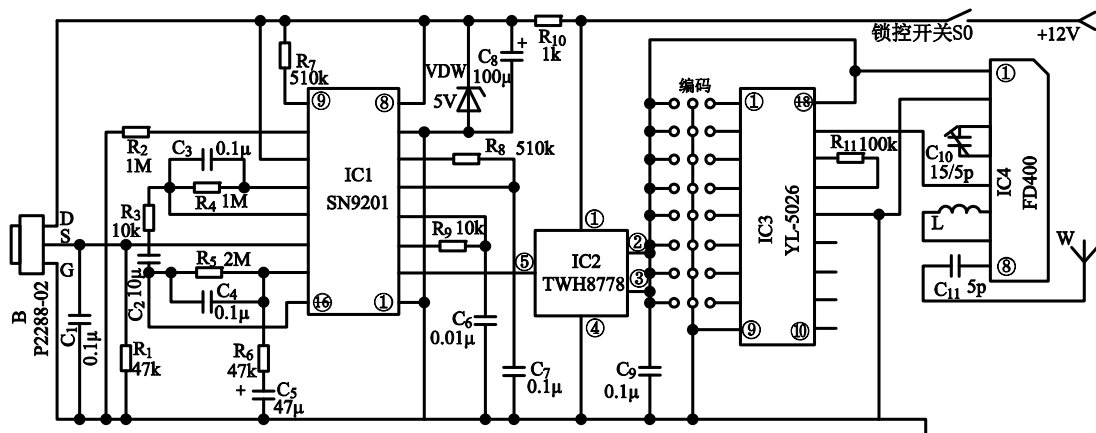 锁控开关S0
+12V
R7
510k
VDW
5V
C8
100μ
+
R10
1k
⑨
⑧
IC1
SN9201
⑯
①
R2
1M
C3
0.1μ
R4
1M
R3
10k
R5
2M
C4
0.1μ
C2
10μ
D
S
G
B
P2288-02
C1
0.1μ
R1
47k
R6
47k
+
C5
47μ
R8
510k
R9
10k
C6
0.01μ
C7
0.1μ
①
②
③
④
⑤
IC2
TWH8778
C9
0.1μ
编码
①
⑱
IC3
YL-5026
⑨
⑩
R11
100k
①
C10
15/5p
IC4
FD400
L
⑧
C11
5p
W